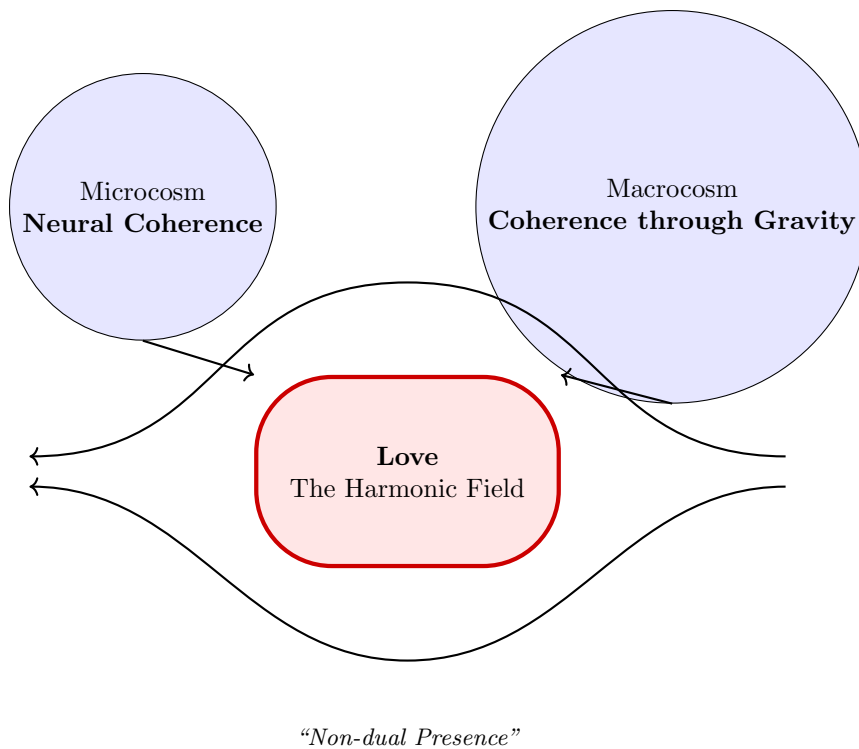 Microcosm
Neural Coherence
Macrocosm
Coherence through Gravity
Love
The Harmonic Field
“Non-dual Presence”